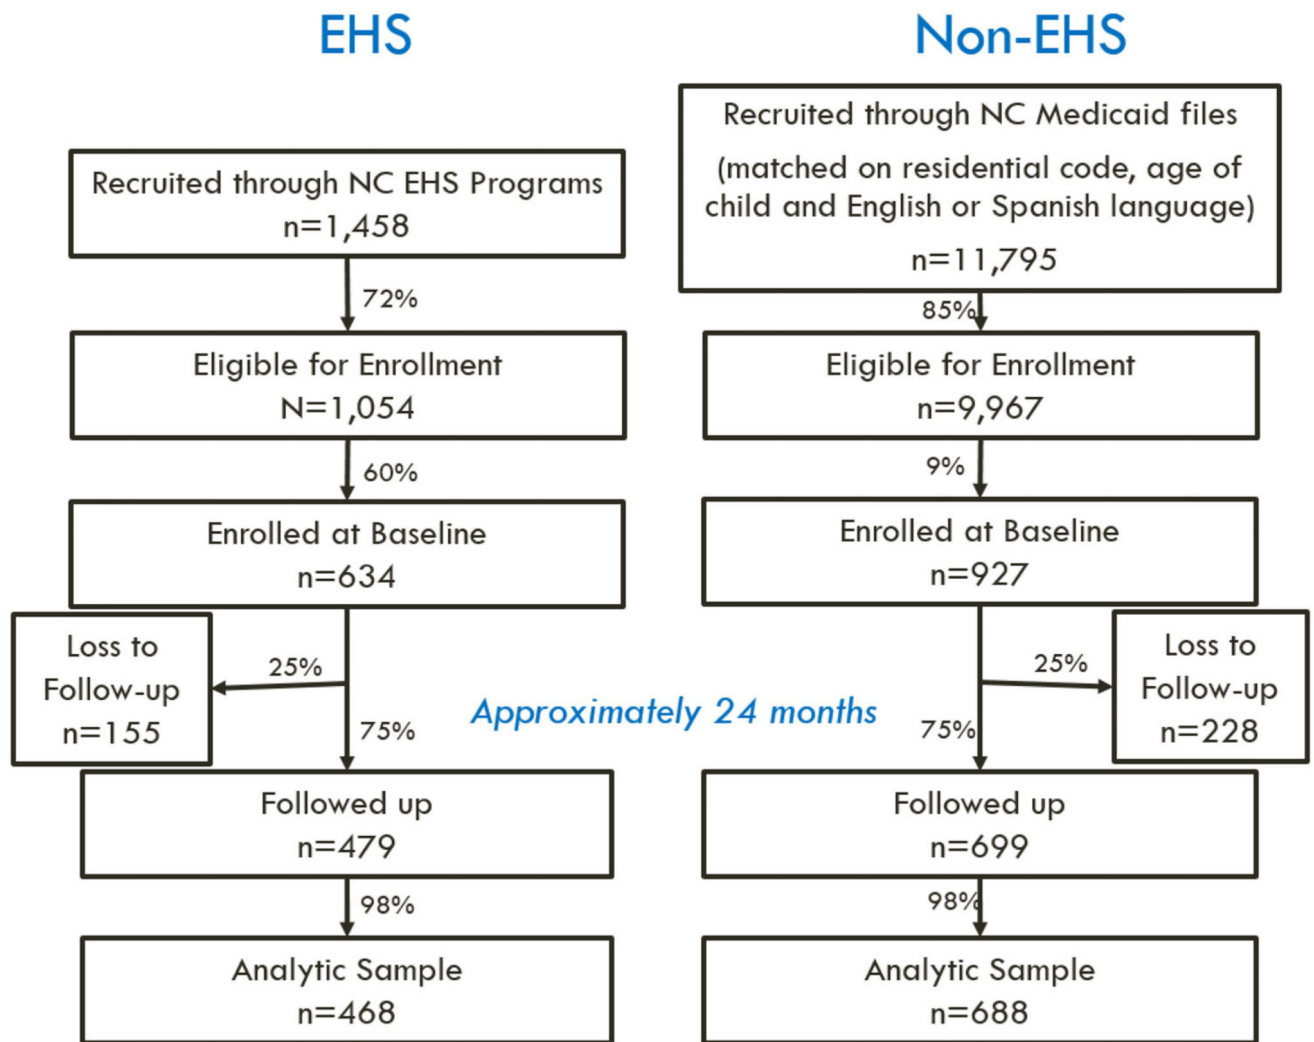 EHS
Recruited through NC EHS Programs
n=1,458
72%
Eligible for Enrollment
N=1,054
60%
Enrolled at Baseline
n=634
Loss to
Follow-up
n=155
25%
75%
Followed up
n=479
98%
Analytic Sample
n=468
Approximately 24 months
Non-EHS
Recruited through NC Medicaid files
(matched on residential code, age of
child and English or Spanish language)
n=11,795
85%
Eligible for Enrollment
n=9,967
9%
Enrolled at Baseline
n=927
25%
Loss to
Follow-up
n=228
75%
Followed up
n=699
98%
Analytic Sample
n=688